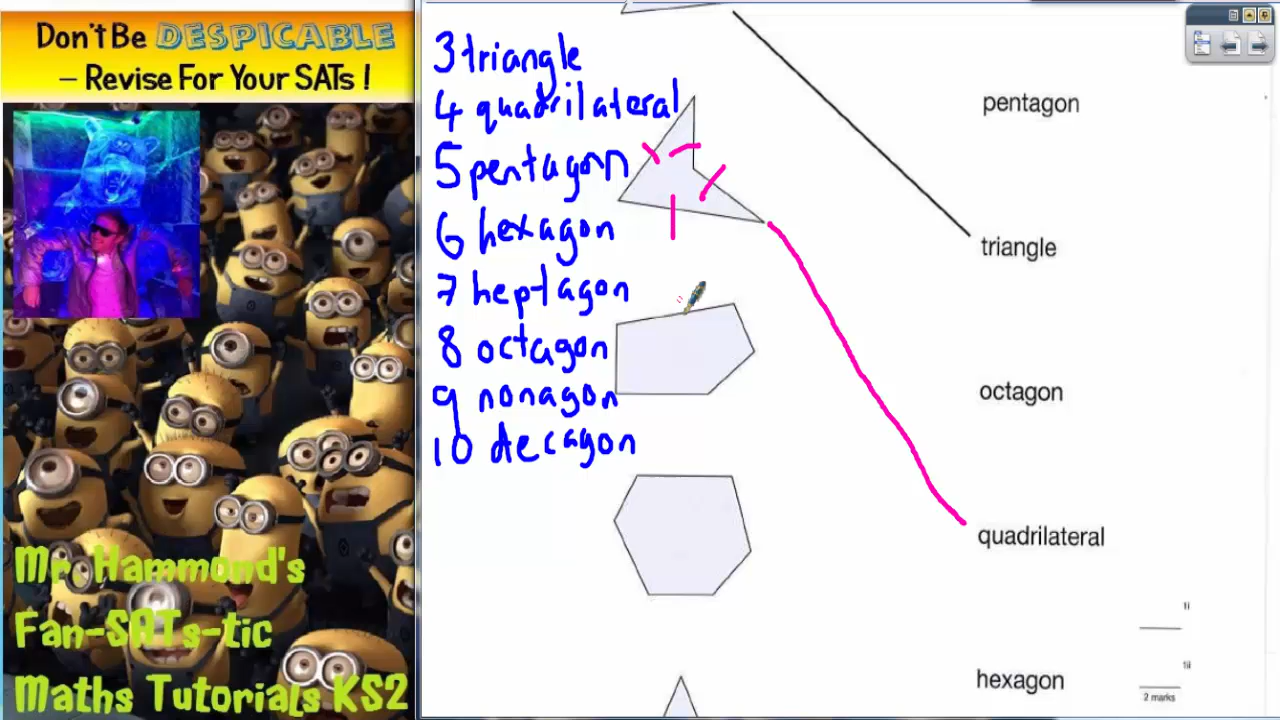 Don't Be DESPICABLE
– Revise For Your SATs !
Mr. Hammond's
Fan-SATs-tic
Maths Tutorials KS2
3 triangle
4 quadrilateral
5 pentagon
6 hexagon
7 heptagon
8 octagon
9 nonagon
10 decagon
pentagon
triangle
octagon
quadrilateral
hexagon
1i
1ii
2 marks